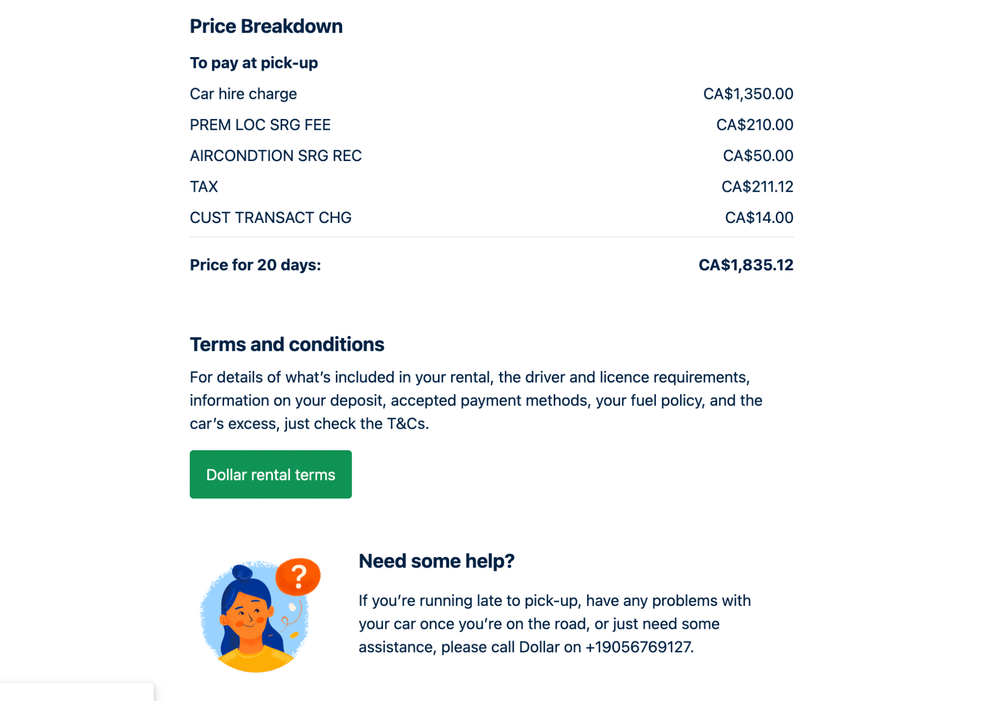 Price Breakdown
To pay at pick-up
Car hire charge CA$1,350.00
PREM LOC SRG FEE CA$210.00
AIRCONDTION SRG REC CA$50.00
TAX CA$211.12
CUST TRANSACT CHG CA$14.00
Price for 20 days: CA$1,835.12
Terms and conditions
For details of what’s included in your rental, the driver and licence requirements,
information on your deposit, accepted payment methods, your fuel policy, and the
car’s excess, just check the T&Cs.
Dollar rental terms
?
Need some help?
If you’re running late to pick-up, have any problems with
your car once you’re on the road, or just need some
assistance, please call Dollar on +19056769127.